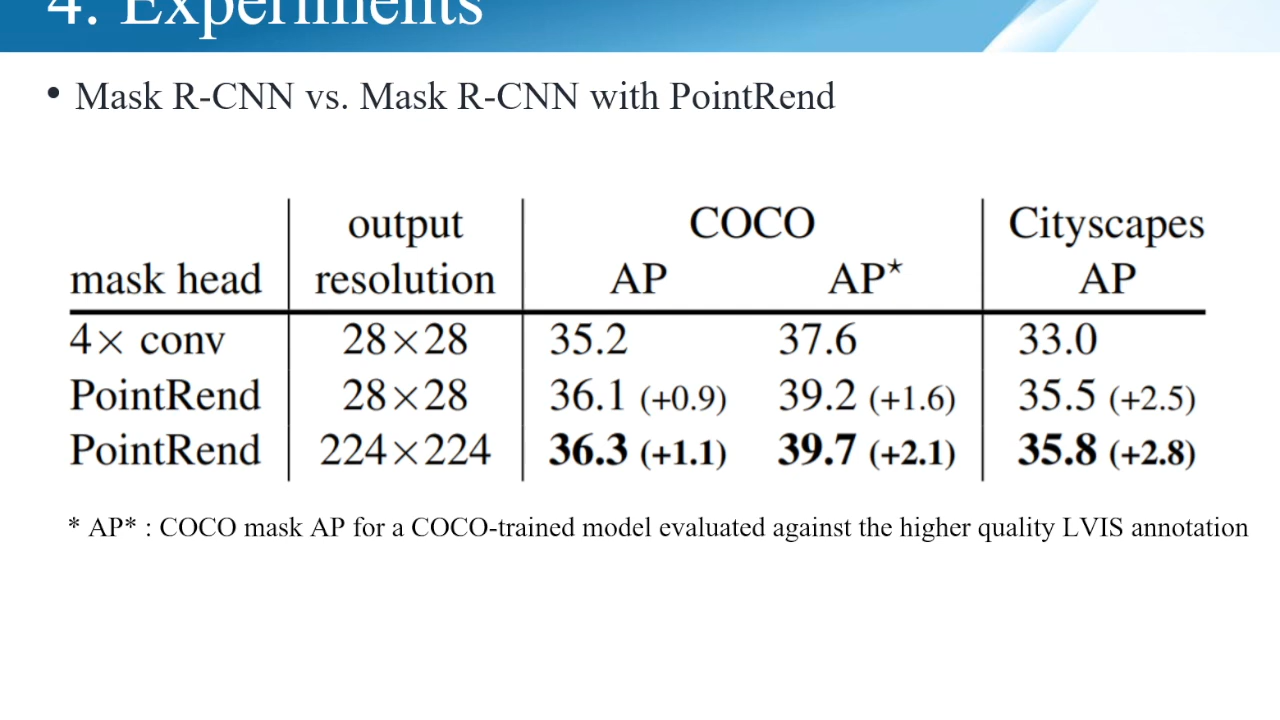 4. Experiments
• Mask R-CNN vs. Mask R-CNN with PointRend
output COCO Cityscapes
mask head resolution AP AP* AP
4× conv 28×28 35.2 37.6 33.0
PointRend 28×28 36.1 (+0.9) 39.2 (+1.6) 35.5 (+2.5)
PointRend 224×224 36.3 (+1.1) 39.7 (+2.1) 35.8 (+2.8)
* AP* : COCO mask AP for a COCO-trained model evaluated against the higher quality LVIS annotation